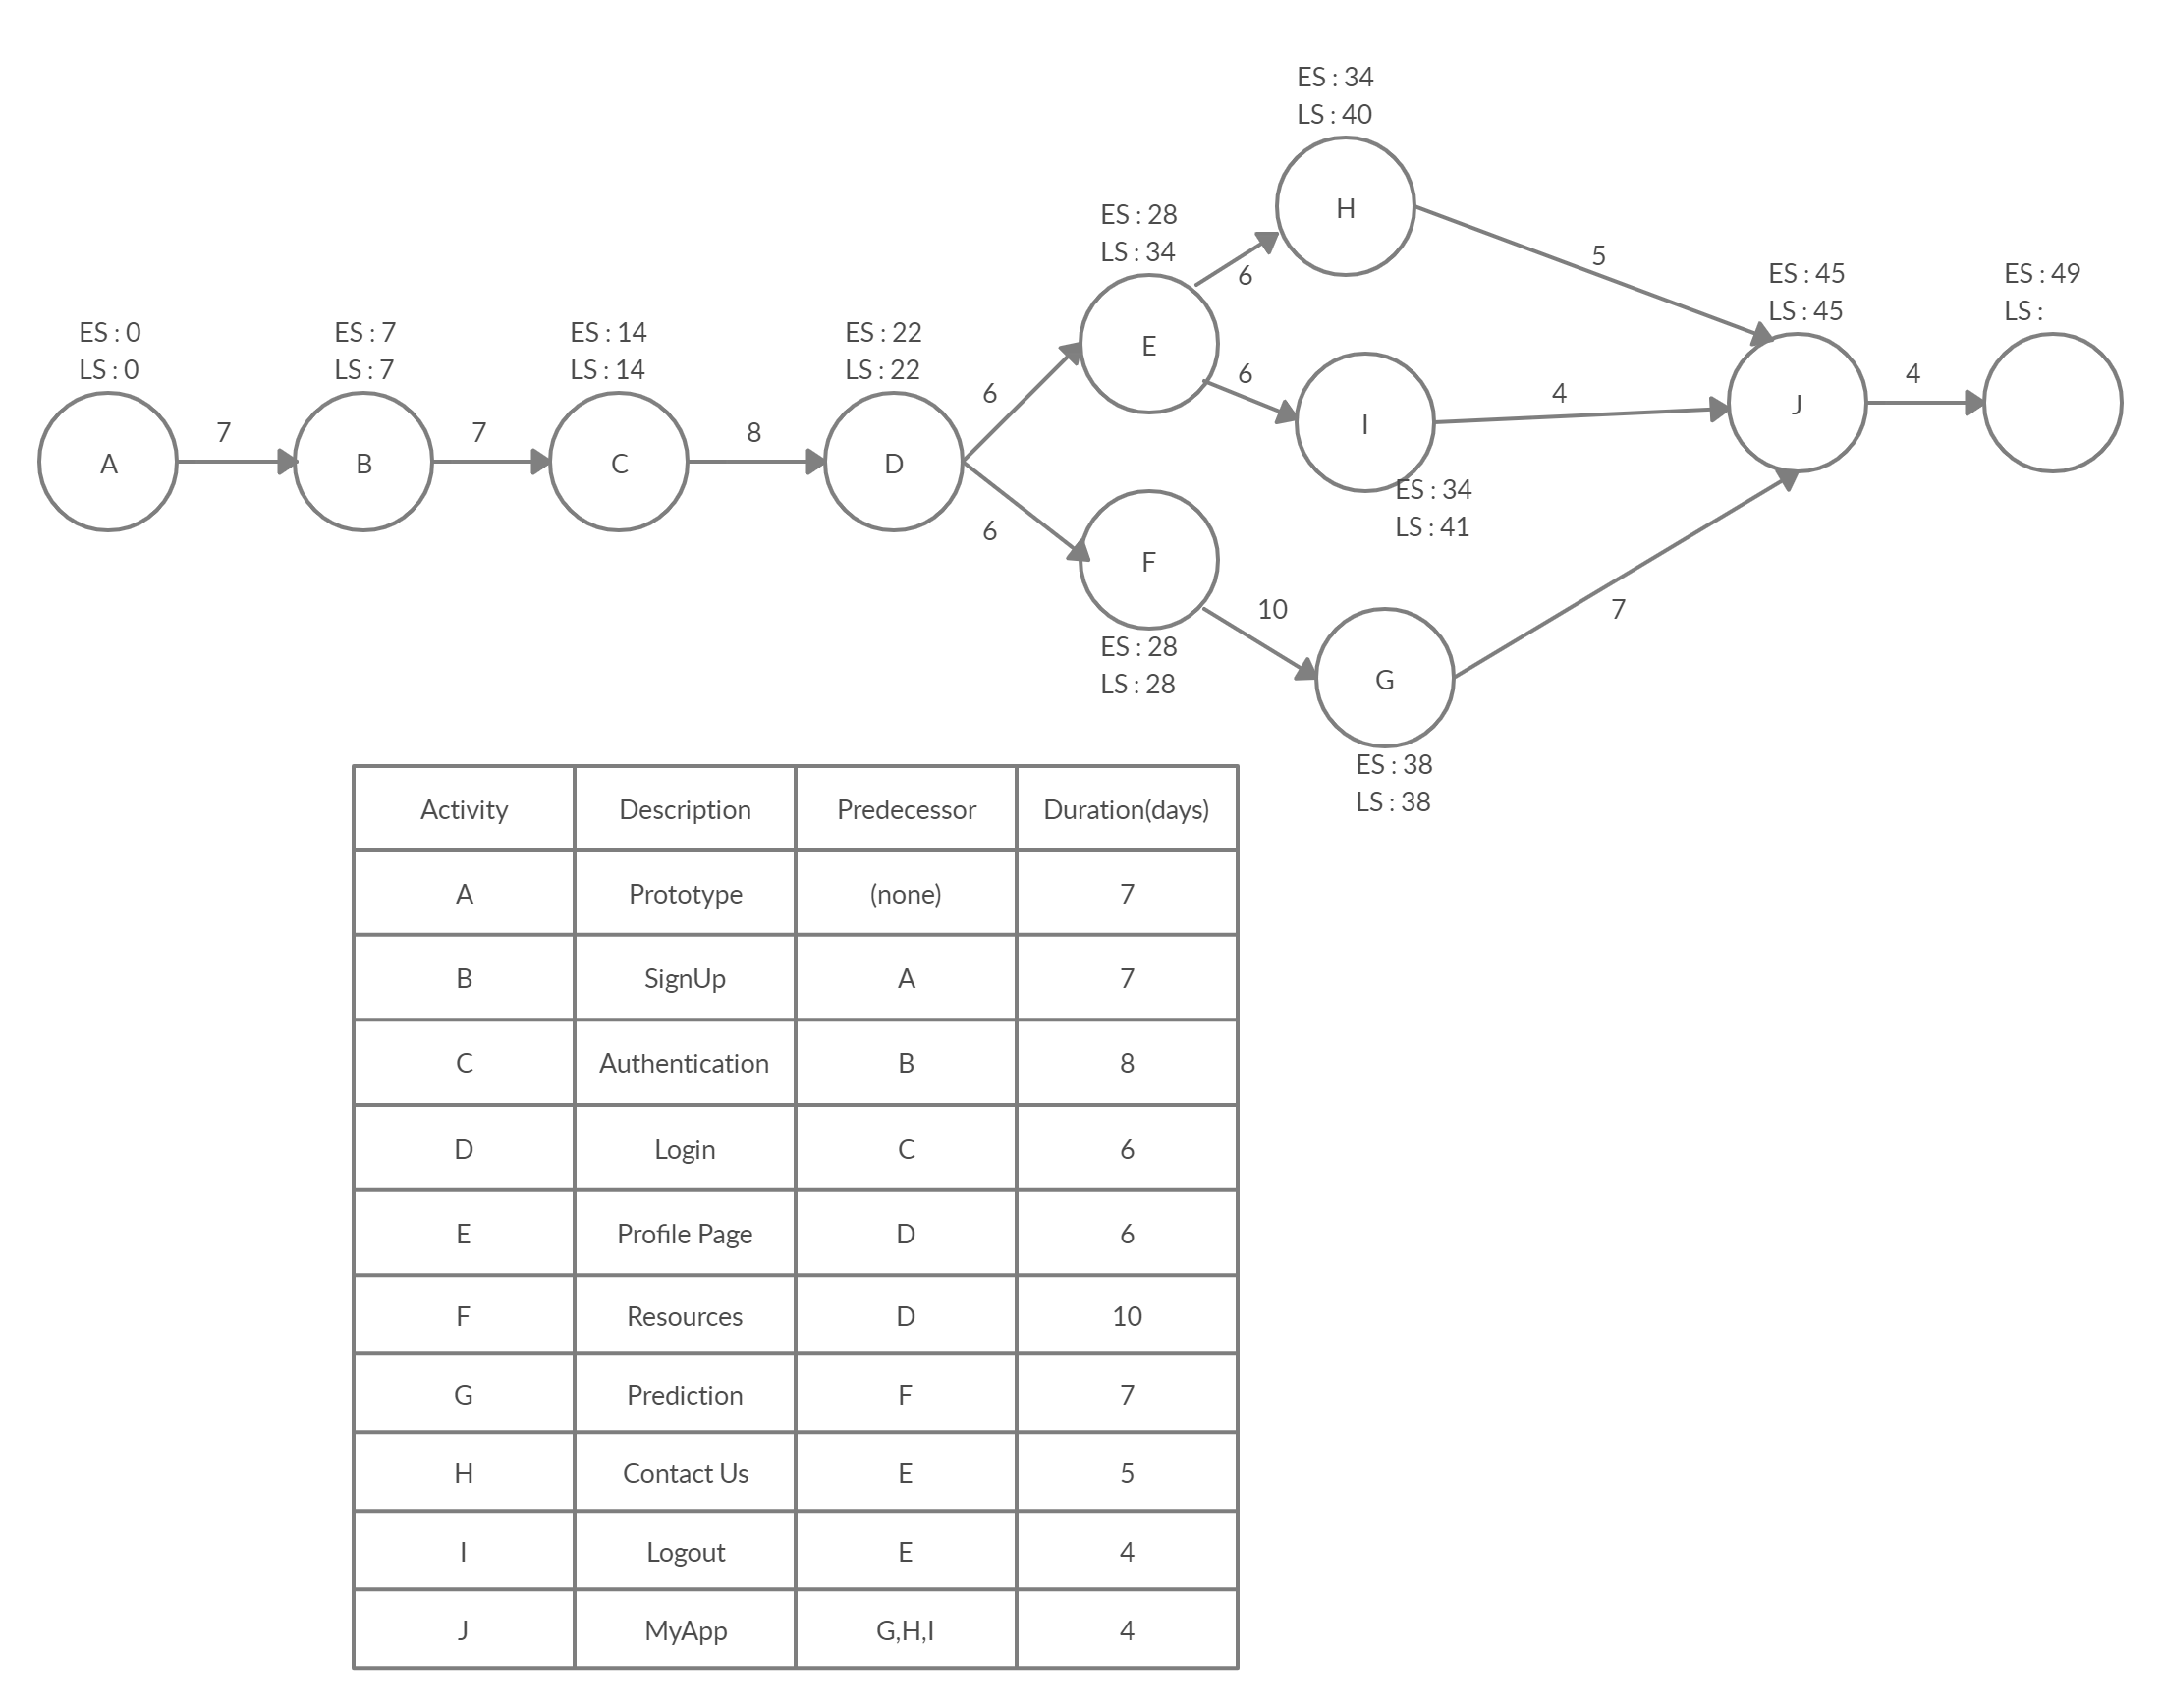 ES : 34
LS : 40
H
ES : 28
LS : 34
E
6
5
ES : 45
LS : 45
J
ES : 49
LS :
4
ES : 0
LS : 0
A
7
ES : 7
LS : 7
B
7
ES : 14
LS : 14
C
8
ES : 22
LS : 22
D
6
6
6
I
4
ES : 34
LS : 41
F
ES : 28
LS : 28
10
G
7
ES : 38
LS : 38
Activity Description Predecessor Duration(days)
A Prototype (none) 7
B SignUp A 7
C Authentication B 8
D Login C 6
E Profile Page D 6
F Resources D 10
G Prediction F 7
H Contact Us E 5
I Logout E 4
J MyApp G,H,I 4